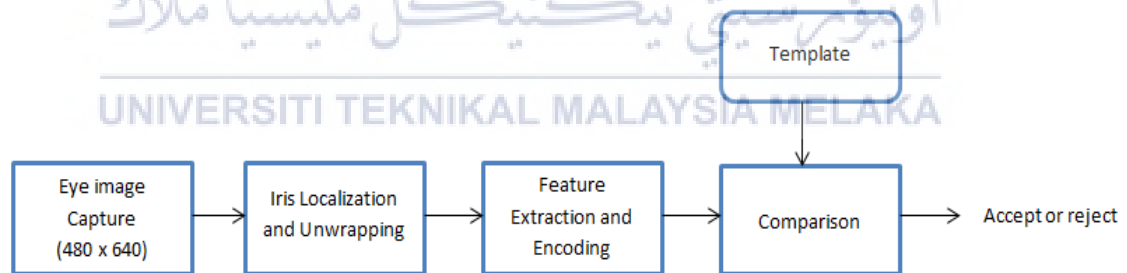 اونيورسيتي تيكنيكل مليسيا ملاك
Template
UNIVERSITI TEKNIKAL MALAYSIA MELAKA
Eye image
Capture
(480 x 640)
Iris Localization
and Unwrapping
Feature
Extraction and
Encoding
Comparison
Accept or reject